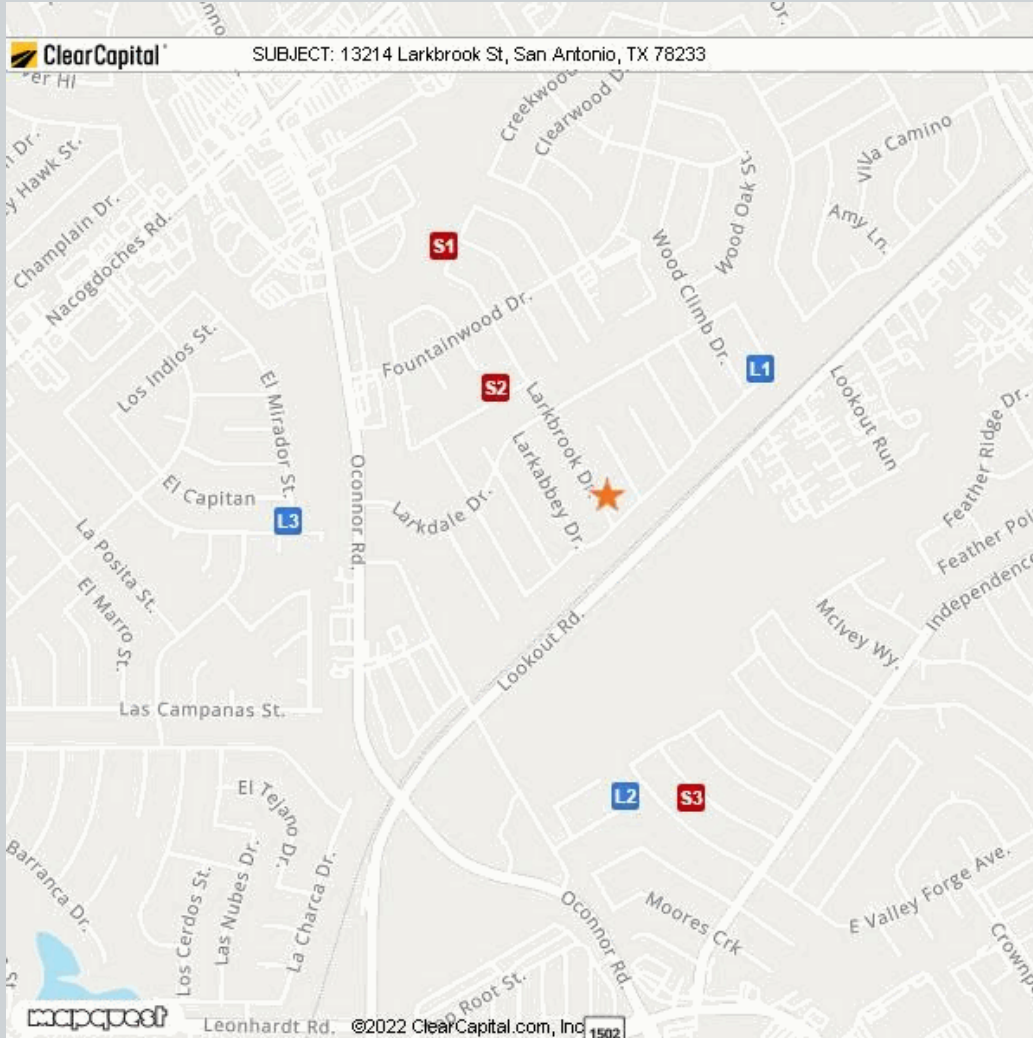 ClearCapital
SUBJECT: 13214 Larkbrook St, San Antonio, TX 78233
Creekwood
Clearwood D
Via Camino
Wood Oak St.
Hawk St.
Champlain Dr.
Amy Ln.
Nacogdoches Rd.
S1
Wood Climb Dr.
Fountainwood Dr.
Los Indios St.
L1
Lookout Run
S2
El Mirador St.
Larkbrook Dr.
Feather Ridge Dr.
Larkabbey Dr.
Oconnor Rd.
El Capitan
Larkdale Dr.
L3
Feather Poi
La Posita St.
Independence
El Marro St.
McIvey Wy.
Lookout Rd.
Las Campanas St.
El Tejano Dr.
L2
S3
Barranca Dr.
Las Nubes Dr.
Los Cerdos St.
La Charca Dr.
E Valley Forge Ave.
Moores Crk
Oconnor Rd.
Crownp
Root St.
mapquest
Leonhardt Rd.
©2022 ClearCapital.com, Inc
1502